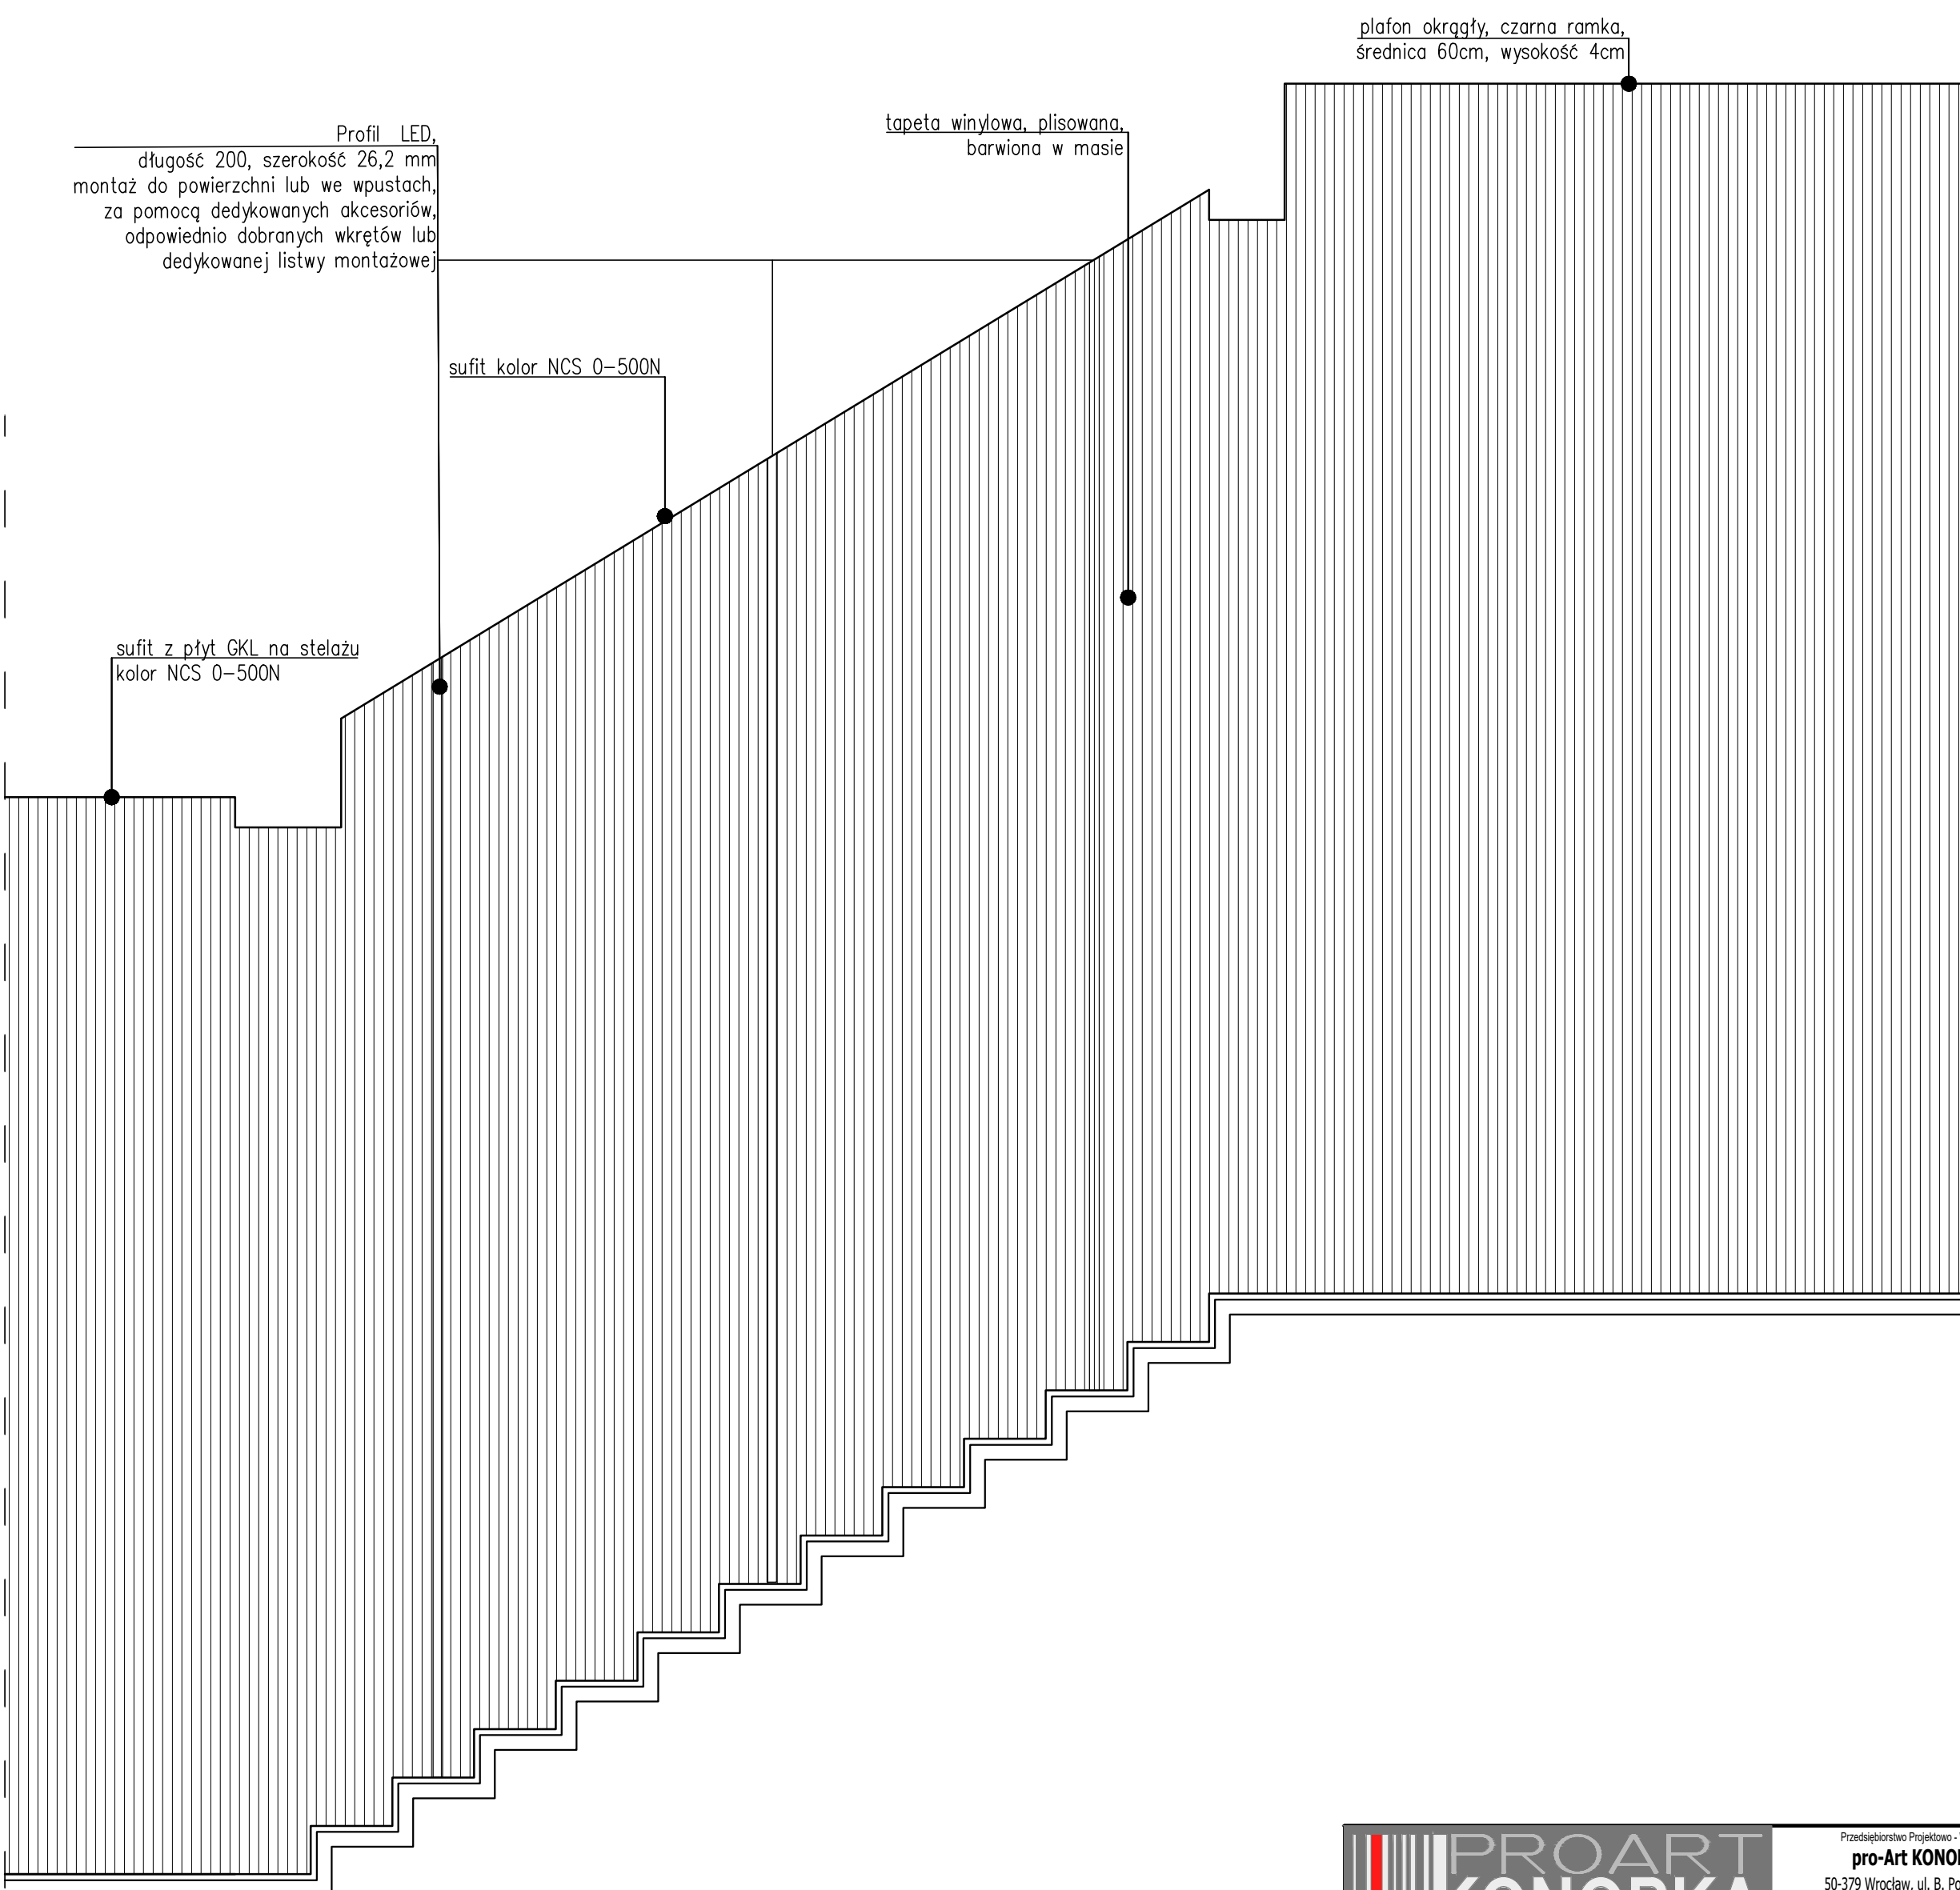 plafon okrągły, czarna ramka,
średnica 60cm, wysokość 4cm
tapeta winylowa, plisowana,
barwiona w masie
Profil LED,
długość 200, szerokość 26,2 mm
montaż do powierzchni lub we wpustach,
za pomocą dedykowanych akcesoriów,
odpowiednio dobranych wkrętów lub
dedykowanej listwy montażowej
sufit kolor NCS 0-500N
sufit z płyt GKL na stelażu
kolor NCS 0-500N
PROART
KONOPKA
Przedsiębiorstwo Projektowo -
pro-Art
50-379 Wrocław, ul. B.